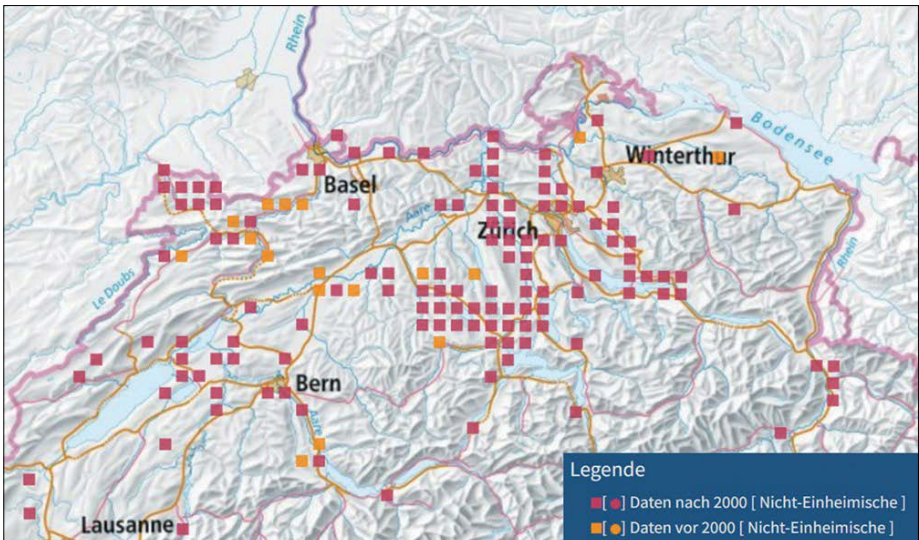 Rhein
Bodensee
Winterthur
Basel
Aare
Zürich
Rhein
Le Doubs
Bern
Aare
Legende
[ ] Daten nach 2000 [ Nicht-Einheimische ]
Lausanne
[ ] Daten vor 2000 [ Nicht-Einheimische ]